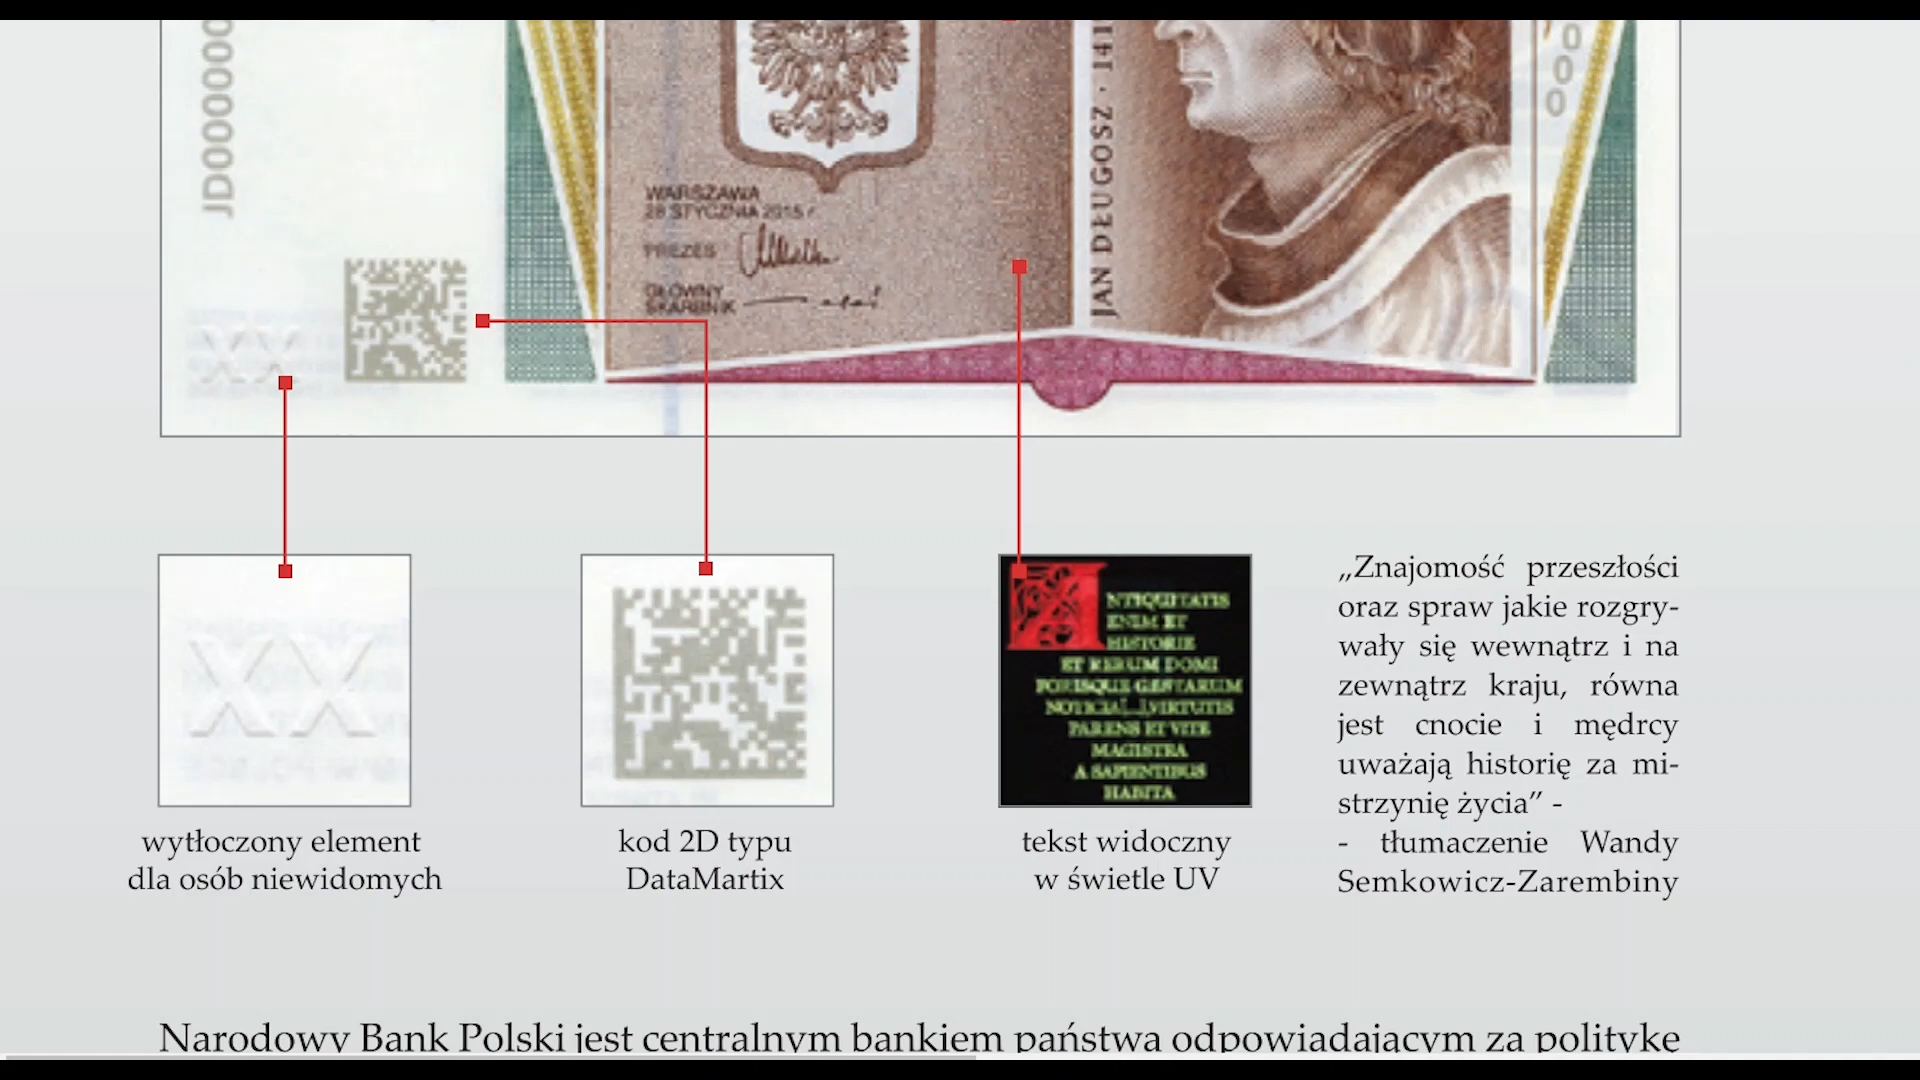 JD00000
000
JAN DŁUGOSZ · 141
WARSZAWA
28 STYCZNIA 2015 r
PREZES
GŁÓWNY
SKARBNIK
XX
XX
NTIQUITATIS
ENIM ET
HISTORIE
ET RERUM DOMI
FORISQUE GESTARUM
NOTICIA[...]VIRTUTIS
PARENS ET VITE
MAGISTRA
A SAPIENTIBUS
HABITA
wytłoczony element
dla osób niewidomych
kod 2D typu
DataMartix
tekst widoczny
w świetle UV
„Znajomość przeszłości
oraz spraw jakie rozgry-
wały się wewnątrz i na
zewnątrz kraju, równa
jest cnocie i mędrcy
uważają historię za mi-
strzynię życia” -
- tłumaczenie Wandy
Semkowicz-Zarembiny
Narodowy Bank Polski jest centralnym bankiem państwa odpowiadającym za politykę